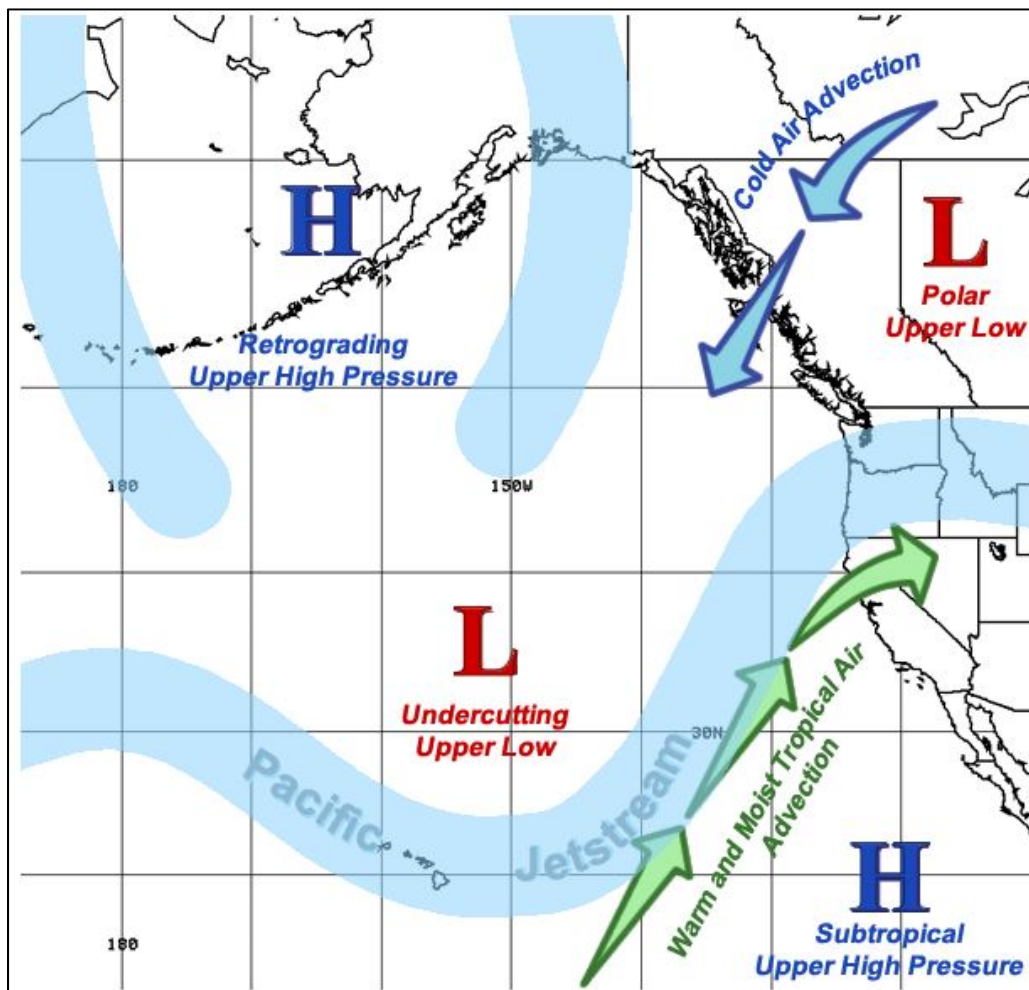 Cold Air Advection
H
Retrograding
Upper High Pressure
L
Polar
Upper Low
180
150W
L
Undercutting
Upper Low
30N
Pacific
Jetstream
Warm and Moist Tropical Air
Advection
H
Subtropical
Upper High Pressure
180